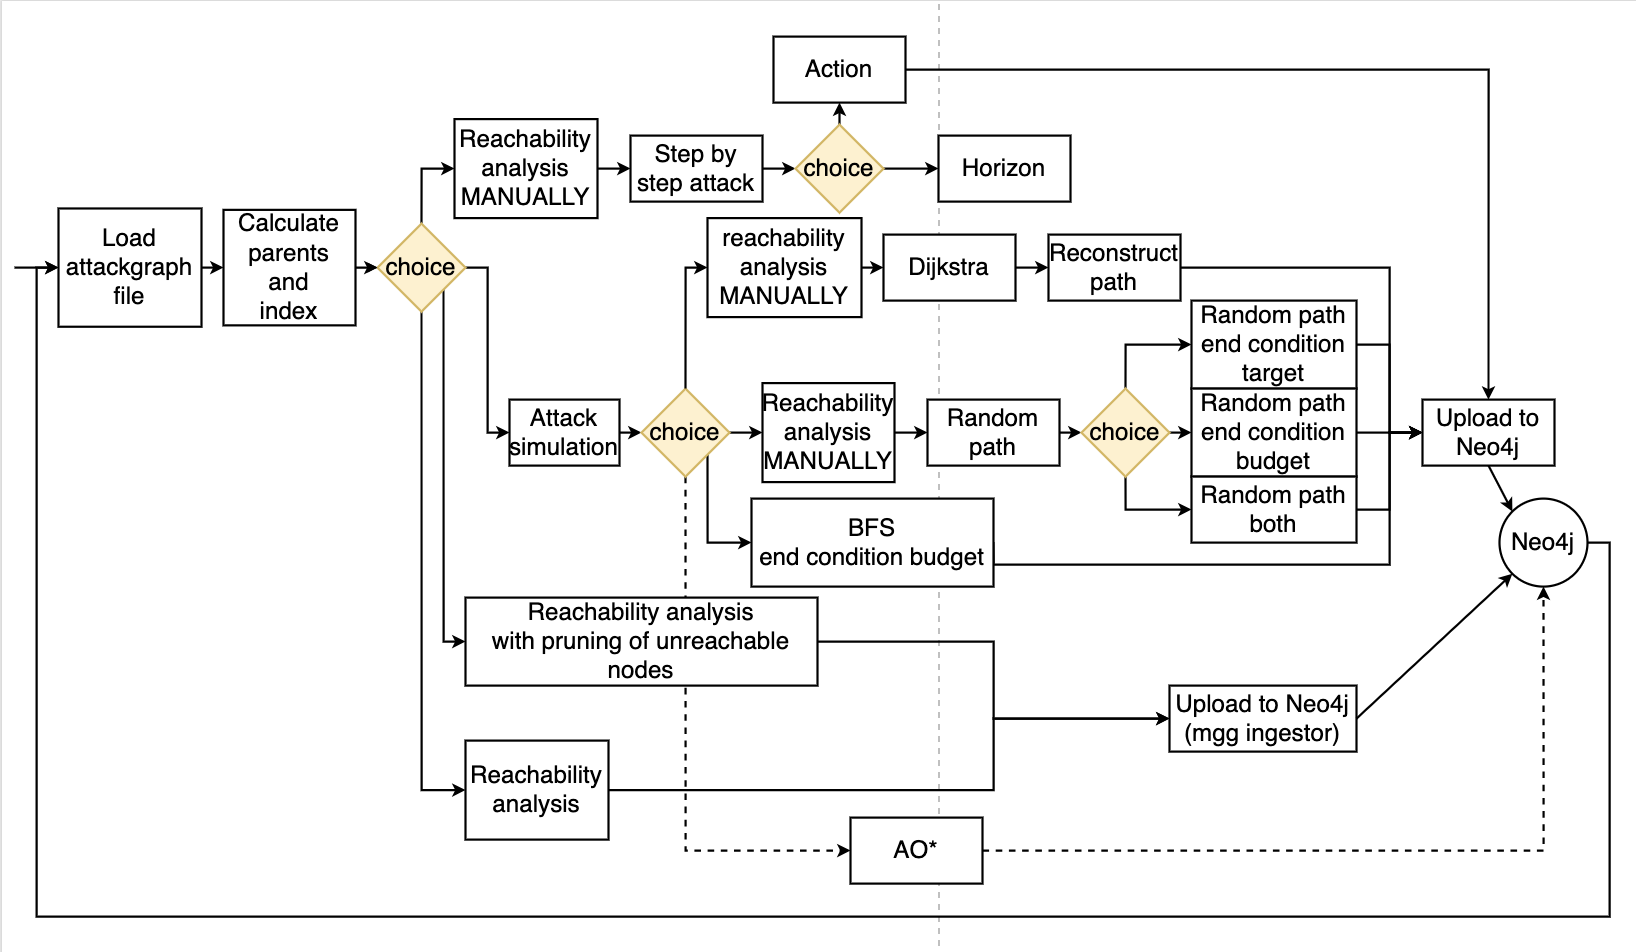 Action
Reachability
analysis
MANUALLY
Step by
step attack
choice
Horizon
Load
attackgraph
file
Calculate
parents
and
index
choice
reachability
analysis
MANUALLY
Dijkstra
Reconstruct
path
Random path
end condition
target
Attack
simulation
choice
Reachability
analysis
MANUALLY
Random
path
choice
Random path
end condition
budget
Upload to
Neo4j
Random path
both
BFS
end condition budget
Neo4j
Reachability analysis
with pruning of unreachable
nodes
Upload to Neo4j
(mgg ingestor)
Reachability
analysis
AO*